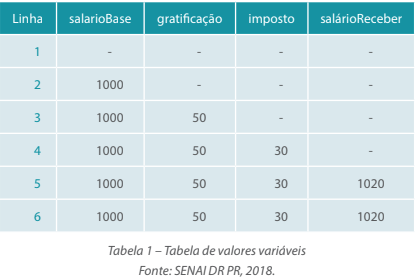 Linha salarioBase gratificação imposto salárioReceber
1 - - - -
2 1000 - - -
3 1000 50 - -
4 1000 50 30 -
5 1000 50 30 1020
6 1000 50 30 1020
Tabela 1 – Tabela de valores variáveis
Fonte: SENAI DR PR, 2018.